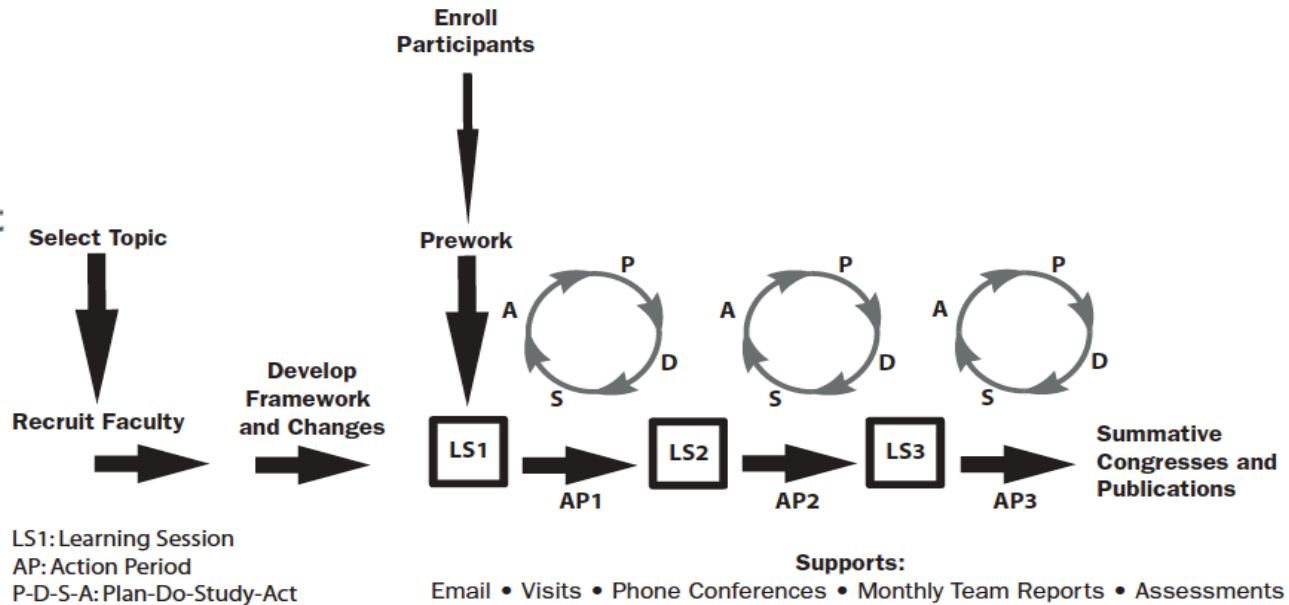 Enroll
Participants
Select Topic
Prework
P
A
D
S
P
A
D
S
P
A
D
S
Recruit Faculty
Develop
Framework
and Changes
LS1
LS2
LS3
AP1
AP2
AP3
Summative
Congresses and
Publications
LS1: Learning Session
AP: Action Period
P-D-S-A: Plan-Do-Study-Act
Supports:
Email • Visits • Phone Conferences • Monthly Team Reports • Assessments